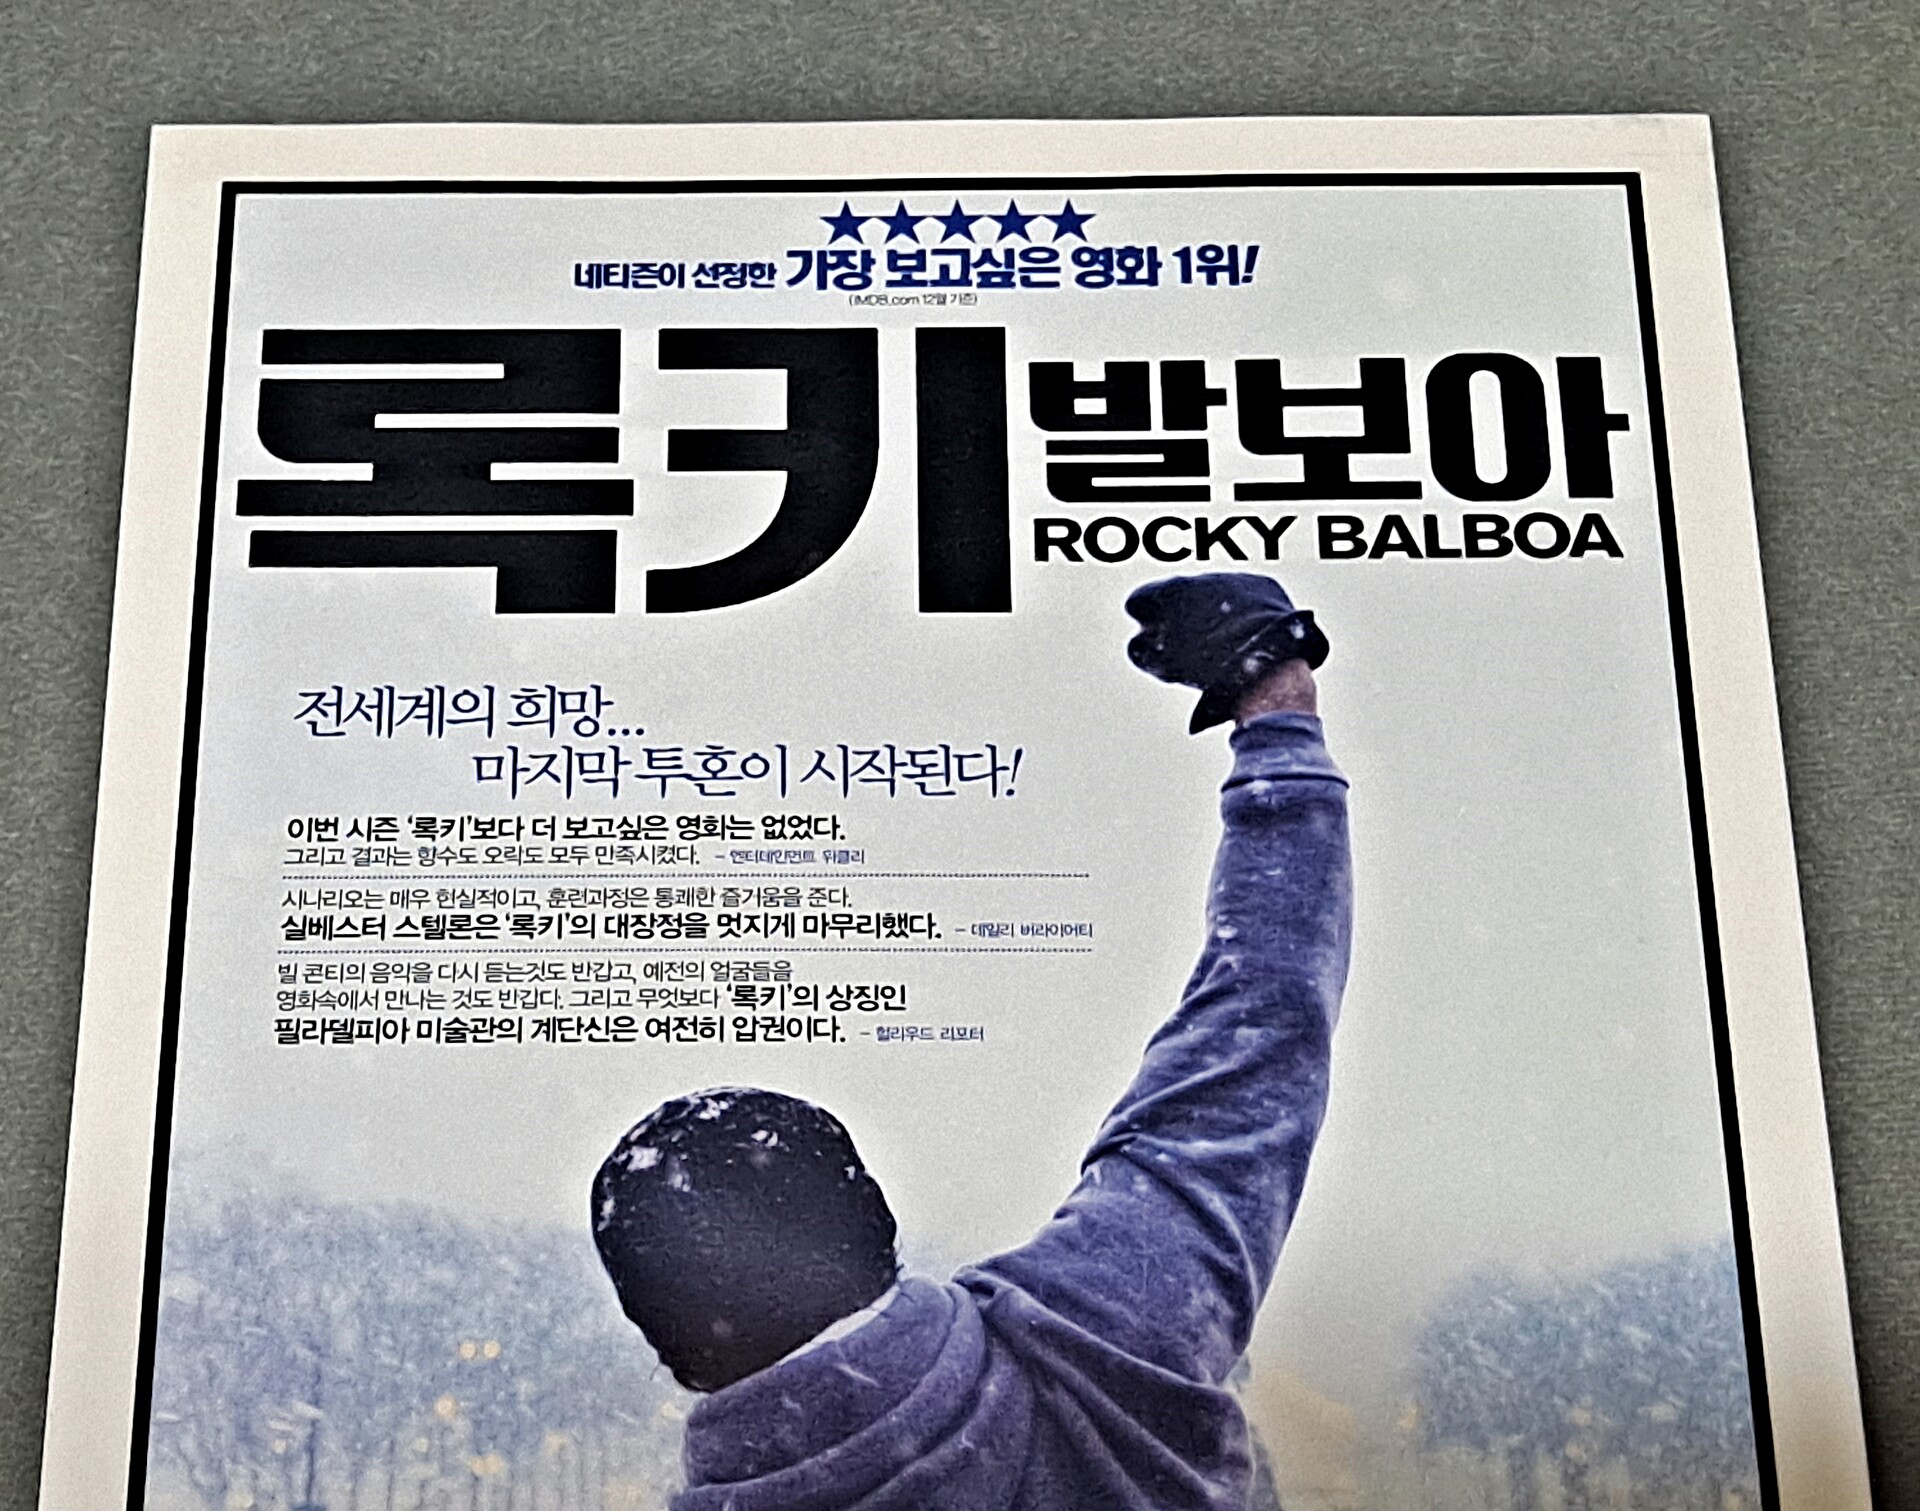 네티즌이 선정한 가장 보고싶은 영화 1위!
(IMDB.com 12월 기준)
록키 발보아
ROCKY BALBOA
전세계의 희망...
마지막 투혼이 시작된다!
이번 시즌 '록키'보다 더 보고싶은 영화는 없었다.
그리고 결과는 향수도 오락도 모두 만족시켰다. – 엔터테인먼트 위클리
시나리오는 매우 현실적이고, 훈련과정은 통쾌한 즐거움을 준다.
실베스터 스텔론은 '록키'의 대장정을 멋지게 마무리했다. – 데일리 버라이어티
빌 콘티의 음악을 다시 듣는것도 반갑고, 예전의 얼굴들을
영화속에서 만나는 것도 반갑다. 그리고 무엇보다 '록키'의 상징인
필라델피아 미술관의 계단신은 여전히 압권이다. – 헐리우드 리포터